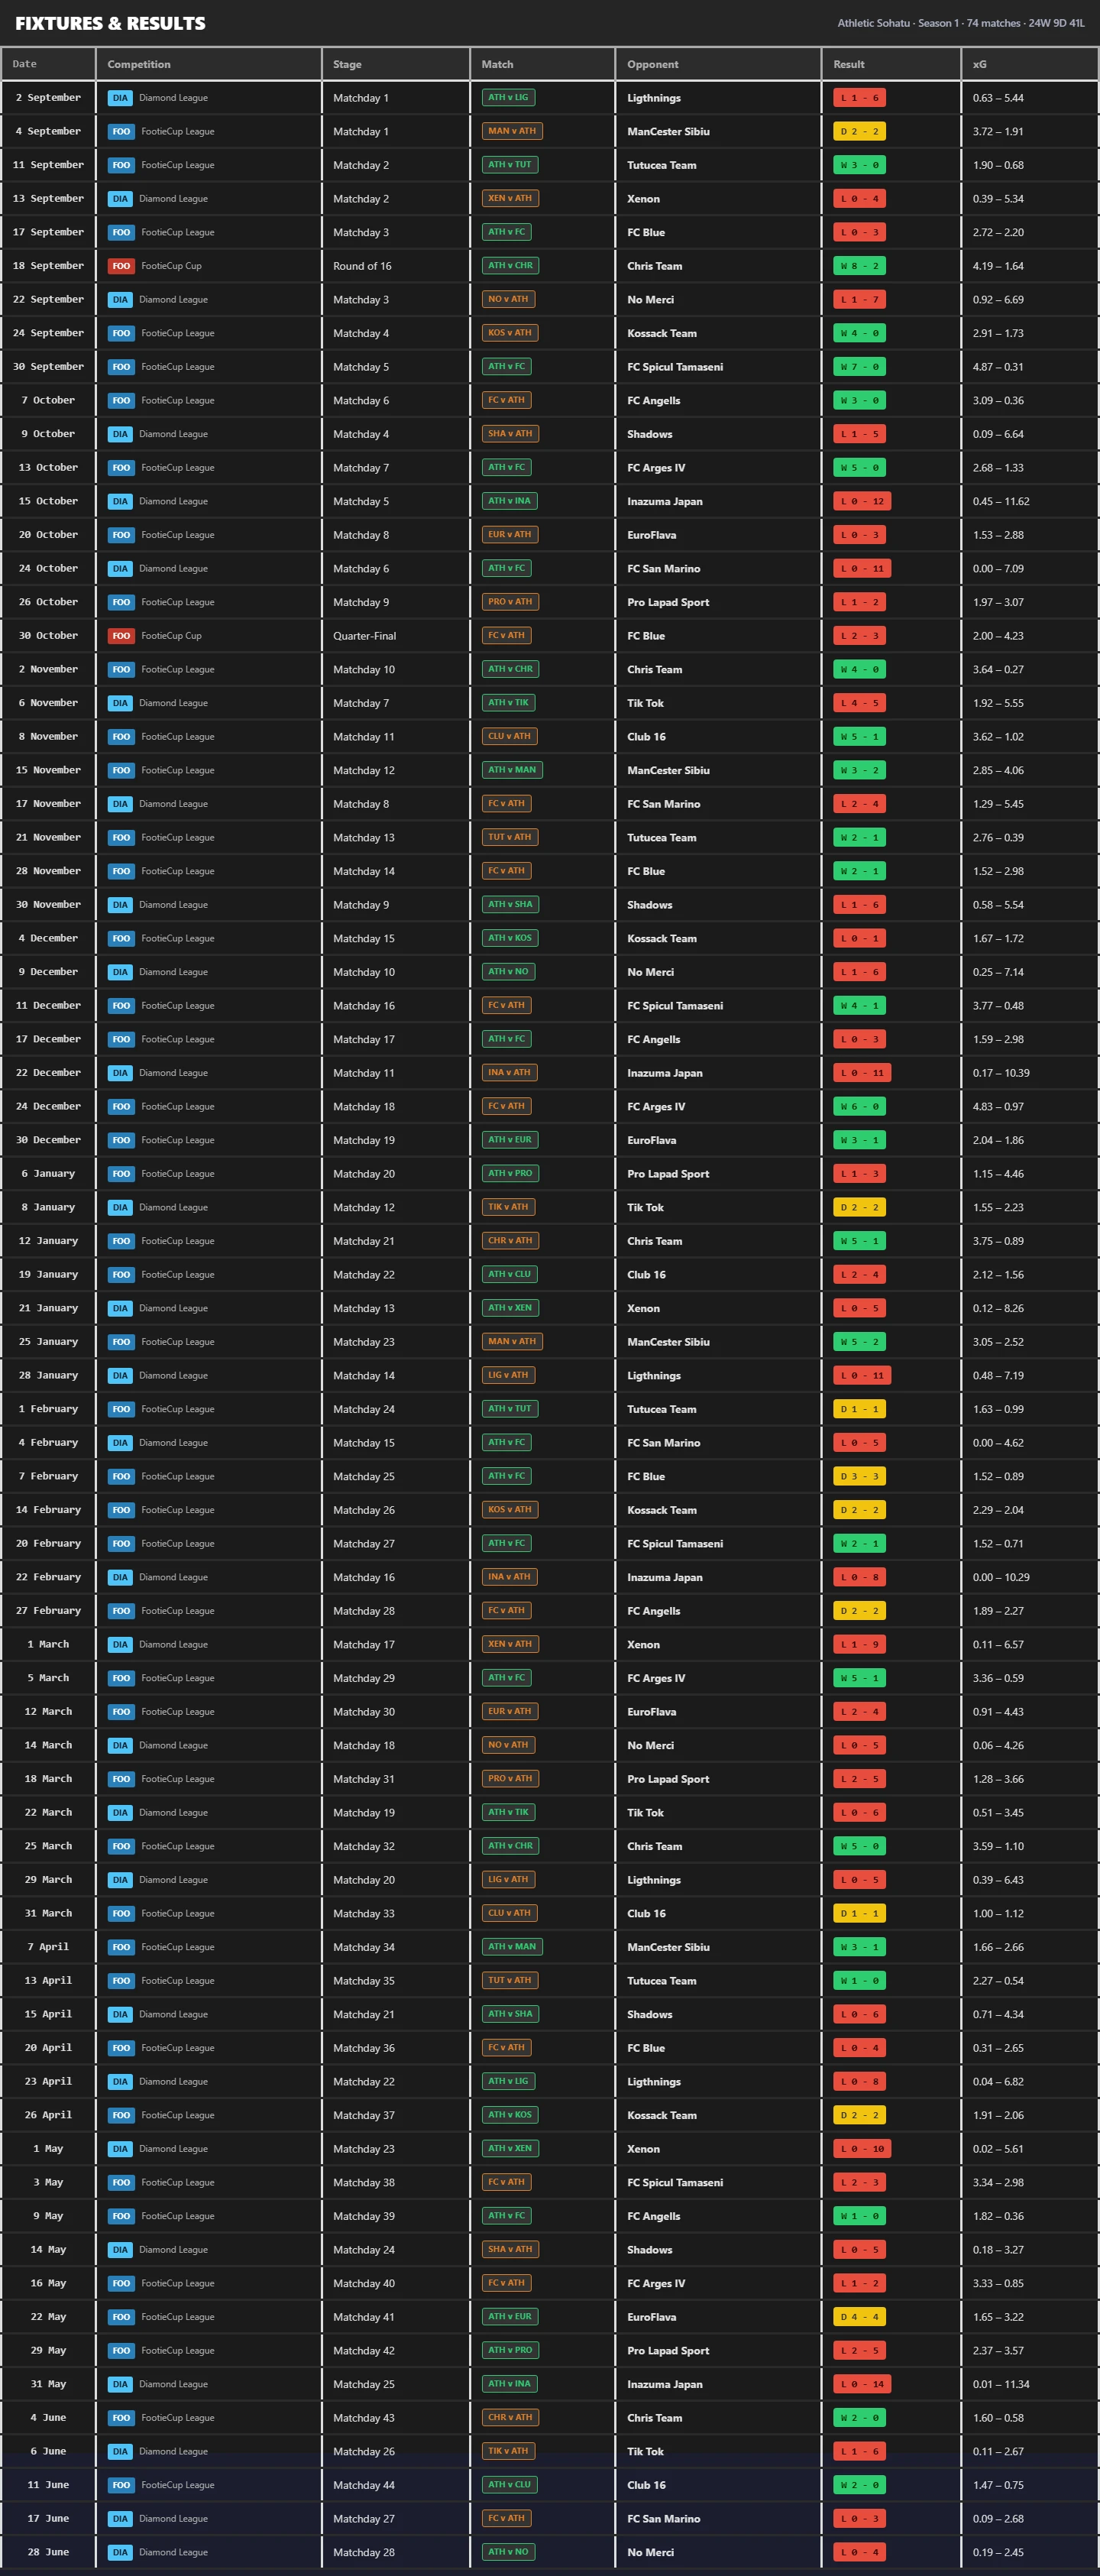 FIXTURES & RESULTS Athletic Sohatu · Season 1 · 74 matches · 24W 9D 41L
Date Competition Stage Match Opponent Result xG
2 September DIA Diamond League Matchday 1 ATH v LIG Ligthnings L 1 - 6 0.63 – 5.44
4 September FOO FootieCup League Matchday 1 MAN v ATH ManCester Sibiu D 2 - 2 3.72 – 1.91
11 September FOO FootieCup League Matchday 2 ATH v TUT Tutucea Team W 3 - 0 1.90 – 0.68
13 September DIA Diamond League Matchday 2 XEN v ATH Xenon L 0 - 4 0.39 – 5.34
17 September FOO FootieCup League Matchday 3 ATH v FC FC Blue L 0 - 3 2.72 – 2.20
18 September FOO FootieCup Cup Round of 16 ATH v CHR Chris Team W 8 - 2 4.19 – 1.64
22 September DIA Diamond League Matchday 3 NO v ATH No Merci L 1 - 7 0.92 – 6.69
24 September FOO FootieCup League Matchday 4 KOS v ATH Kossack Team W 4 - 0 2.91 – 1.73
30 September FOO FootieCup League Matchday 5 ATH v FC FC Spicul Tamaseni W 7 - 0 4.87 – 0.31
7 October FOO FootieCup League Matchday 6 FC v ATH FC Angells W 3 - 0 3.09 – 0.36
9 October DIA Diamond League Matchday 4 SHA v ATH Shadows L 1 - 5 0.09 – 6.64
13 October FOO FootieCup League Matchday 7 ATH v FC FC Arges IV W 5 - 0 2.68 – 1.33
15 October DIA Diamond League Matchday 5 ATH v INA Inazuma Japan L 0 - 12 0.45 – 11.62
20 October FOO FootieCup League Matchday 8 EUR v ATH EuroFlava L 0 - 3 1.53 – 2.88
24 October DIA Diamond League Matchday 6 ATH v FC FC San Marino L 0 - 11 0.00 – 7.09
26 October FOO FootieCup League Matchday 9 PRO v ATH Pro Lapad Sport L 1 - 2 1.97 – 3.07
30 October FOO FootieCup Cup Quarter-Final FC v ATH FC Blue L 2 - 3 2.00 – 4.23
2 November FOO FootieCup League Matchday 10 ATH v CHR Chris Team W 4 - 0 3.64 – 0.27
6 November DIA Diamond League Matchday 7 ATH v TIK Tik Tok L 4 - 5 1.92 – 5.55
8 November FOO FootieCup League Matchday 11 CLU v ATH Club 16 W 5 - 1 3.62 – 1.02
15 November FOO FootieCup League Matchday 12 ATH v MAN ManCester Sibiu W 3 - 2 2.85 – 4.06
17 November DIA Diamond League Matchday 8 FC v ATH FC San Marino L 2 - 4 1.29 – 5.45
21 November FOO FootieCup League Matchday 13 TUT v ATH Tutucea Team W 2 - 1 2.76 – 0.39
28 November FOO FootieCup League Matchday 14 FC v ATH FC Blue W 2 - 1 1.52 – 2.98
30 November DIA Diamond League Matchday 9 ATH v SHA Shadows L 1 - 6 0.58 – 5.54
4 December FOO FootieCup League Matchday 15 ATH v KOS Kossack Team L 0 - 1 1.67 – 1.72
9 December DIA Diamond League Matchday 10 ATH v NO No Merci L 1 - 6 0.25 – 7.14
11 December FOO FootieCup League Matchday 16 FC v ATH FC Spicul Tamaseni W 4 - 1 3.77 – 0.48
17 December FOO FootieCup League Matchday 17 ATH v FC FC Angells L 0 - 3 1.59 – 2.98
22 December DIA Diamond League Matchday 11 INA v ATH Inazuma Japan L 0 - 11 0.17 – 10.39
24 December FOO FootieCup League Matchday 18 FC v ATH FC Arges IV W 6 - 0 4.83 – 0.97
30 December FOO FootieCup League Matchday 19 ATH v EUR EuroFlava W 3 - 1 2.04 – 1.86
6 January FOO FootieCup League Matchday 20 ATH v PRO Pro Lapad Sport L 1 - 3 1.15 – 4.46
8 January DIA Diamond League Matchday 12 TIK v ATH Tik Tok D 2 - 2 1.55 – 2.23
12 January FOO FootieCup League Matchday 21 CHR v ATH Chris Team W 5 - 1 3.75 – 0.89
19 January FOO FootieCup League Matchday 22 ATH v CLU Club 16 L 2 - 4 2.12 – 1.56
21 January DIA Diamond League Matchday 13 ATH v XEN Xenon L 0 - 5 0.12 – 8.26
25 January FOO FootieCup League Matchday 23 MAN v ATH ManCester Sibiu W 5 - 2 3.05 – 2.52
28 January DIA Diamond League Matchday 14 LIG v ATH Ligthnings L 0 - 11 0.48 – 7.19
1 February FOO FootieCup League Matchday 24 ATH v TUT Tutucea Team D 1 - 1 1.63 – 0.99
4 February DIA Diamond League Matchday 15 ATH v FC FC San Marino L 0 - 5 0.00 – 4.62
7 February FOO FootieCup League Matchday 25 ATH v FC FC Blue D 3 - 3 1.52 – 0.89
14 February FOO FootieCup League Matchday 26 KOS v ATH Kossack Team D 2 - 2 2.29 – 2.04
20 February FOO FootieCup League Matchday 27 ATH v FC FC Spicul Tamaseni W 2 - 1 1.52 – 0.71
22 February DIA Diamond League Matchday 16 INA v ATH Inazuma Japan L 0 - 8 0.00 – 10.29
27 February FOO FootieCup League Matchday 28 FC v ATH FC Angells D 2 - 2 1.89 – 2.27
1 March DIA Diamond League Matchday 17 XEN v ATH Xenon L 1 - 9 0.11 – 6.57
5 March FOO FootieCup League Matchday 29 ATH v FC FC Arges IV W 5 - 1 3.36 – 0.59
12 March FOO FootieCup League Matchday 30 EUR v ATH EuroFlava L 2 - 4 0.91 – 4.43
14 March DIA Diamond League Matchday 18 NO v ATH No Merci L 0 - 5 0.06 – 4.26
18 March FOO FootieCup League Matchday 31 PRO v ATH Pro Lapad Sport L 2 - 5 1.28 – 3.66
22 March DIA Diamond League Matchday 19 ATH v TIK Tik Tok L 0 - 6 0.51 – 3.45
25 March FOO FootieCup League Matchday 32 ATH v CHR Chris Team W 5 - 0 3.59 – 1.10
29 March DIA Diamond League Matchday 20 LIG v ATH Ligthnings L 0 - 5 0.39 – 6.43
31 March FOO FootieCup League Matchday 33 CLU v ATH Club 16 D 1 - 1 1.00 – 1.12
7 April FOO FootieCup League Matchday 34 ATH v MAN ManCester Sibiu W 3 - 1 1.66 – 2.66
13 April FOO FootieCup League Matchday 35 TUT v ATH Tutucea Team W 1 - 0 2.27 – 0.54
15 April DIA Diamond League Matchday 21 ATH v SHA Shadows L 0 - 6 0.71 – 4.34
20 April FOO FootieCup League Matchday 36 FC v ATH FC Blue L 0 - 4 0.31 – 2.65
23 April DIA Diamond League Matchday 22 ATH v LIG Ligthnings L 0 - 8 0.04 – 6.82
26 April FOO FootieCup League Matchday 37 ATH v KOS Kossack Team D 2 - 2 1.91 – 2.06
1 May DIA Diamond League Matchday 23 ATH v XEN Xenon L 0 - 10 0.02 – 5.61
3 May FOO FootieCup League Matchday 38 FC v ATH FC Spicul Tamaseni L 2 - 3 3.34 – 2.98
9 May FOO FootieCup League Matchday 39 ATH v FC FC Angells W 1 - 0 1.82 – 0.36
14 May DIA Diamond League Matchday 24 SHA v ATH Shadows L 0 - 5 0.18 – 3.27
16 May FOO FootieCup League Matchday 40 FC v ATH FC Arges IV L 1 - 2 3.33 – 0.85
22 May FOO FootieCup League Matchday 41 ATH v EUR EuroFlava D 4 - 4 1.65 – 3.22
29 May FOO FootieCup League Matchday 42 ATH v PRO Pro Lapad Sport L 2 - 5 2.37 – 3.57
31 May DIA Diamond League Matchday 25 ATH v INA Inazuma Japan L 0 - 14 0.01 – 11.34
4 June FOO FootieCup League Matchday 43 CHR v ATH Chris Team W 2 - 0 1.60 – 0.58
6 June DIA Diamond League Matchday 26 TIK v ATH Tik Tok L 1 - 6 0.11 – 2.67
11 June FOO FootieCup League Matchday 44 ATH v CLU Club 16 W 2 - 0 1.47 – 0.75
17 June DIA Diamond League Matchday 27 FC v ATH FC San Marino L 0 - 3 0.09 – 2.68
28 June DIA Diamond League Matchday 28 ATH v NO No Merci L 0 - 4 0.19 – 2.45